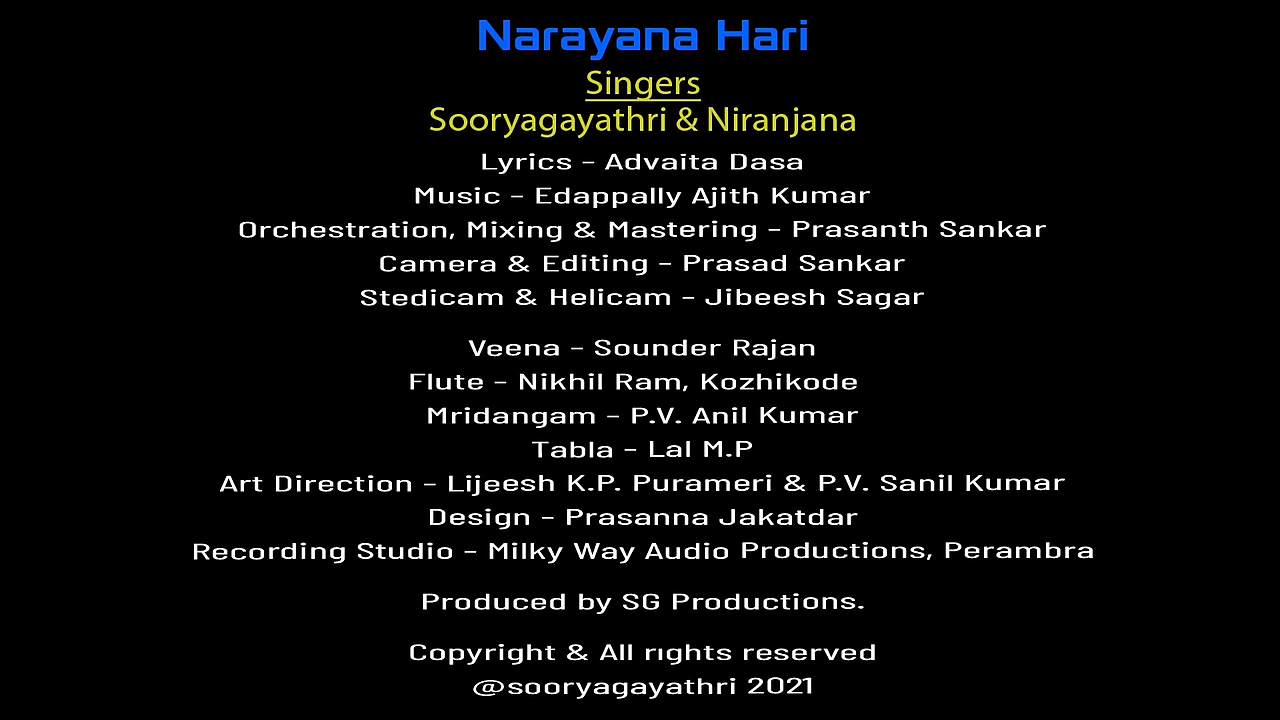 Narayana Hari
Singers
Sooryagayathri & Niranjana
Lyrics - Advaita Dasa
Music - Edappally Ajith Kumar
Orchestration, Mixing & Mastering - Prasanth Sankar
Camera & Editing - Prasad Sankar
Stedicam & Helicam - Jibeesh Sagar
Veena - Sounder Rajan
Flute - Nikhil Ram, Kozhikode
Mridangam - P.V. Anil Kumar
Tabla - Lal M.P
Art Direction - Lijeesh K.P. Purameri & P.V. Sanil Kumar
Design - Prasanna Jakatdar
Recording Studio - Milky Way Audio Productions, Perambra
Produced by SG Productions.
Copyright & All rights reserved
@sooryagayathri 2021